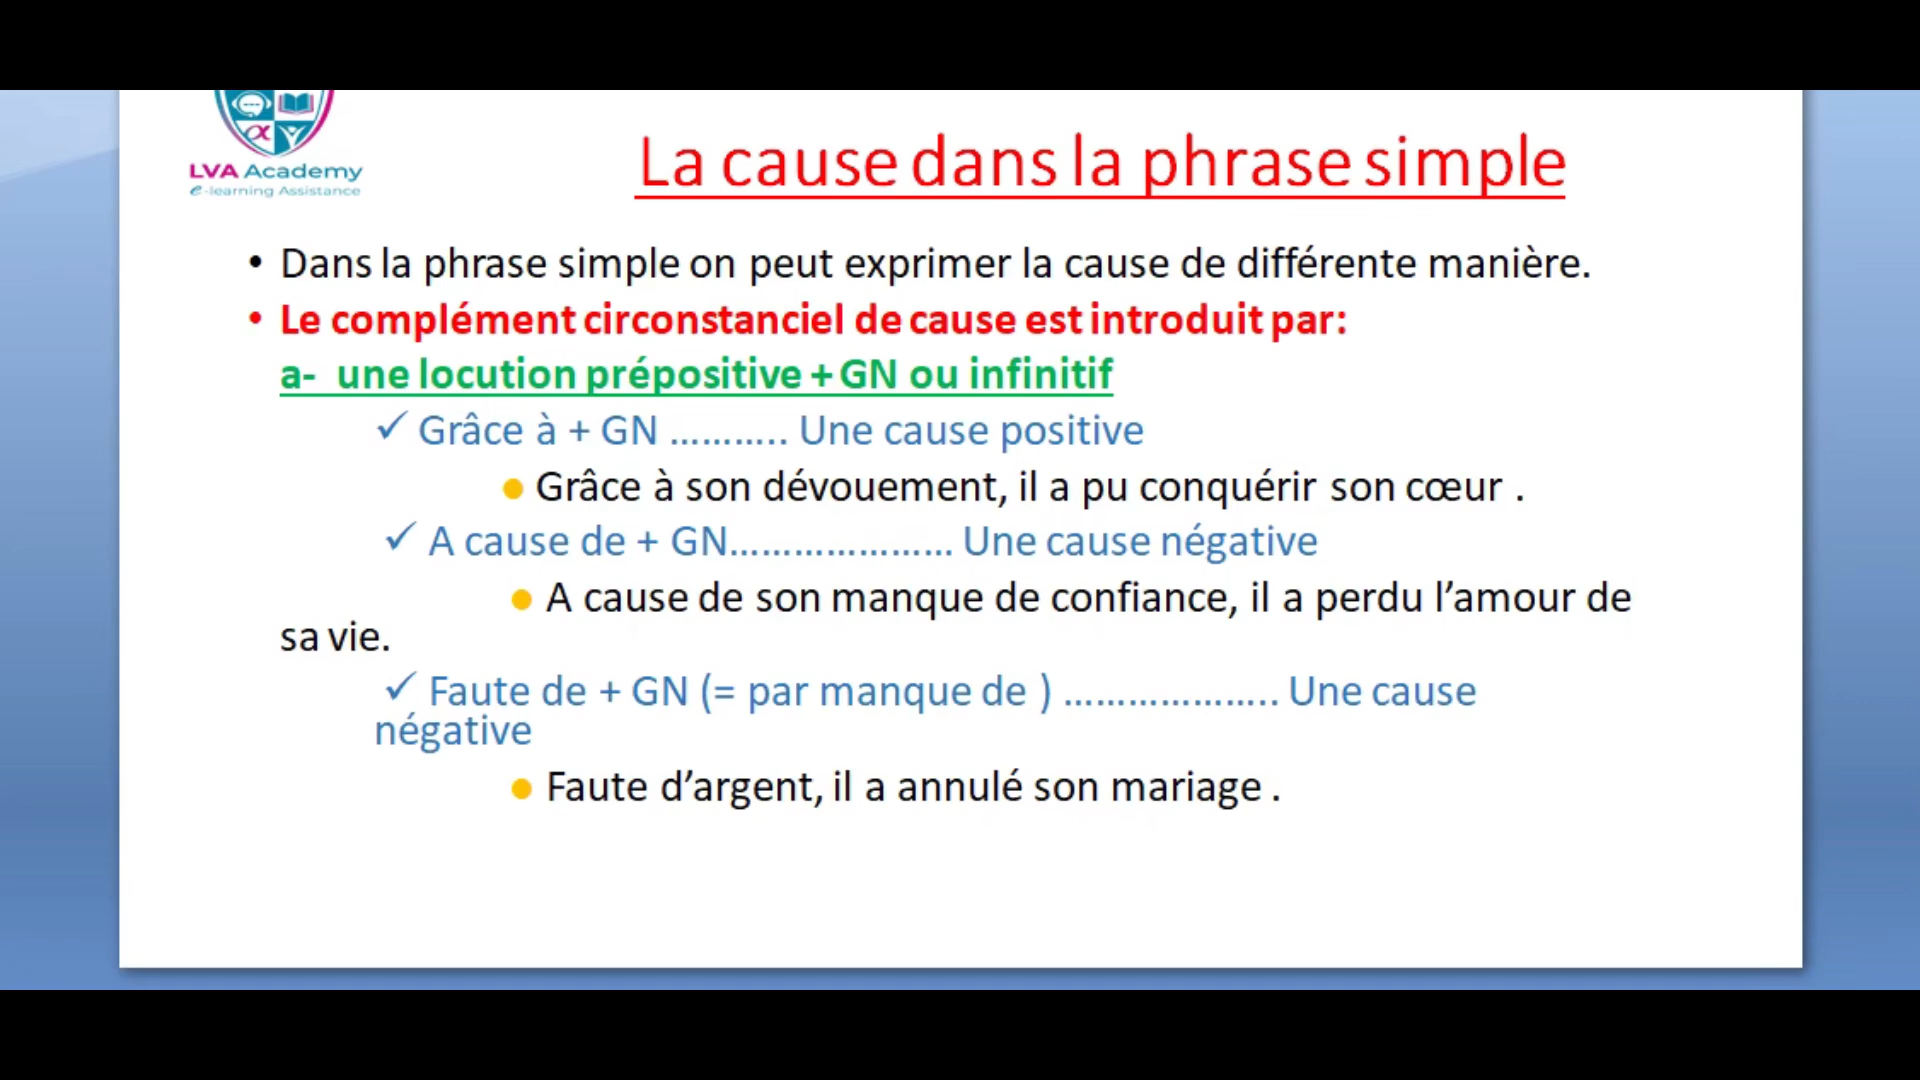 LVA Academy
e-learning Assistance
La cause dans la phrase simple
• Dans la phrase simple on peut exprimer la cause de différente manière.
• Le complément circonstanciel de cause est introduit par:
a- une locution prépositive + GN ou infinitif
✓ Grâce à + GN ……….. Une cause positive
● Grâce à son dévouement, il a pu conquérir son cœur .
✓ A cause de + GN………………… Une cause négative
● A cause de son manque de confiance, il a perdu l’amour de
sa vie.
✓ Faute de + GN (= par manque de ) ……………….. Une cause
négative
● Faute d’argent, il a annulé son mariage .